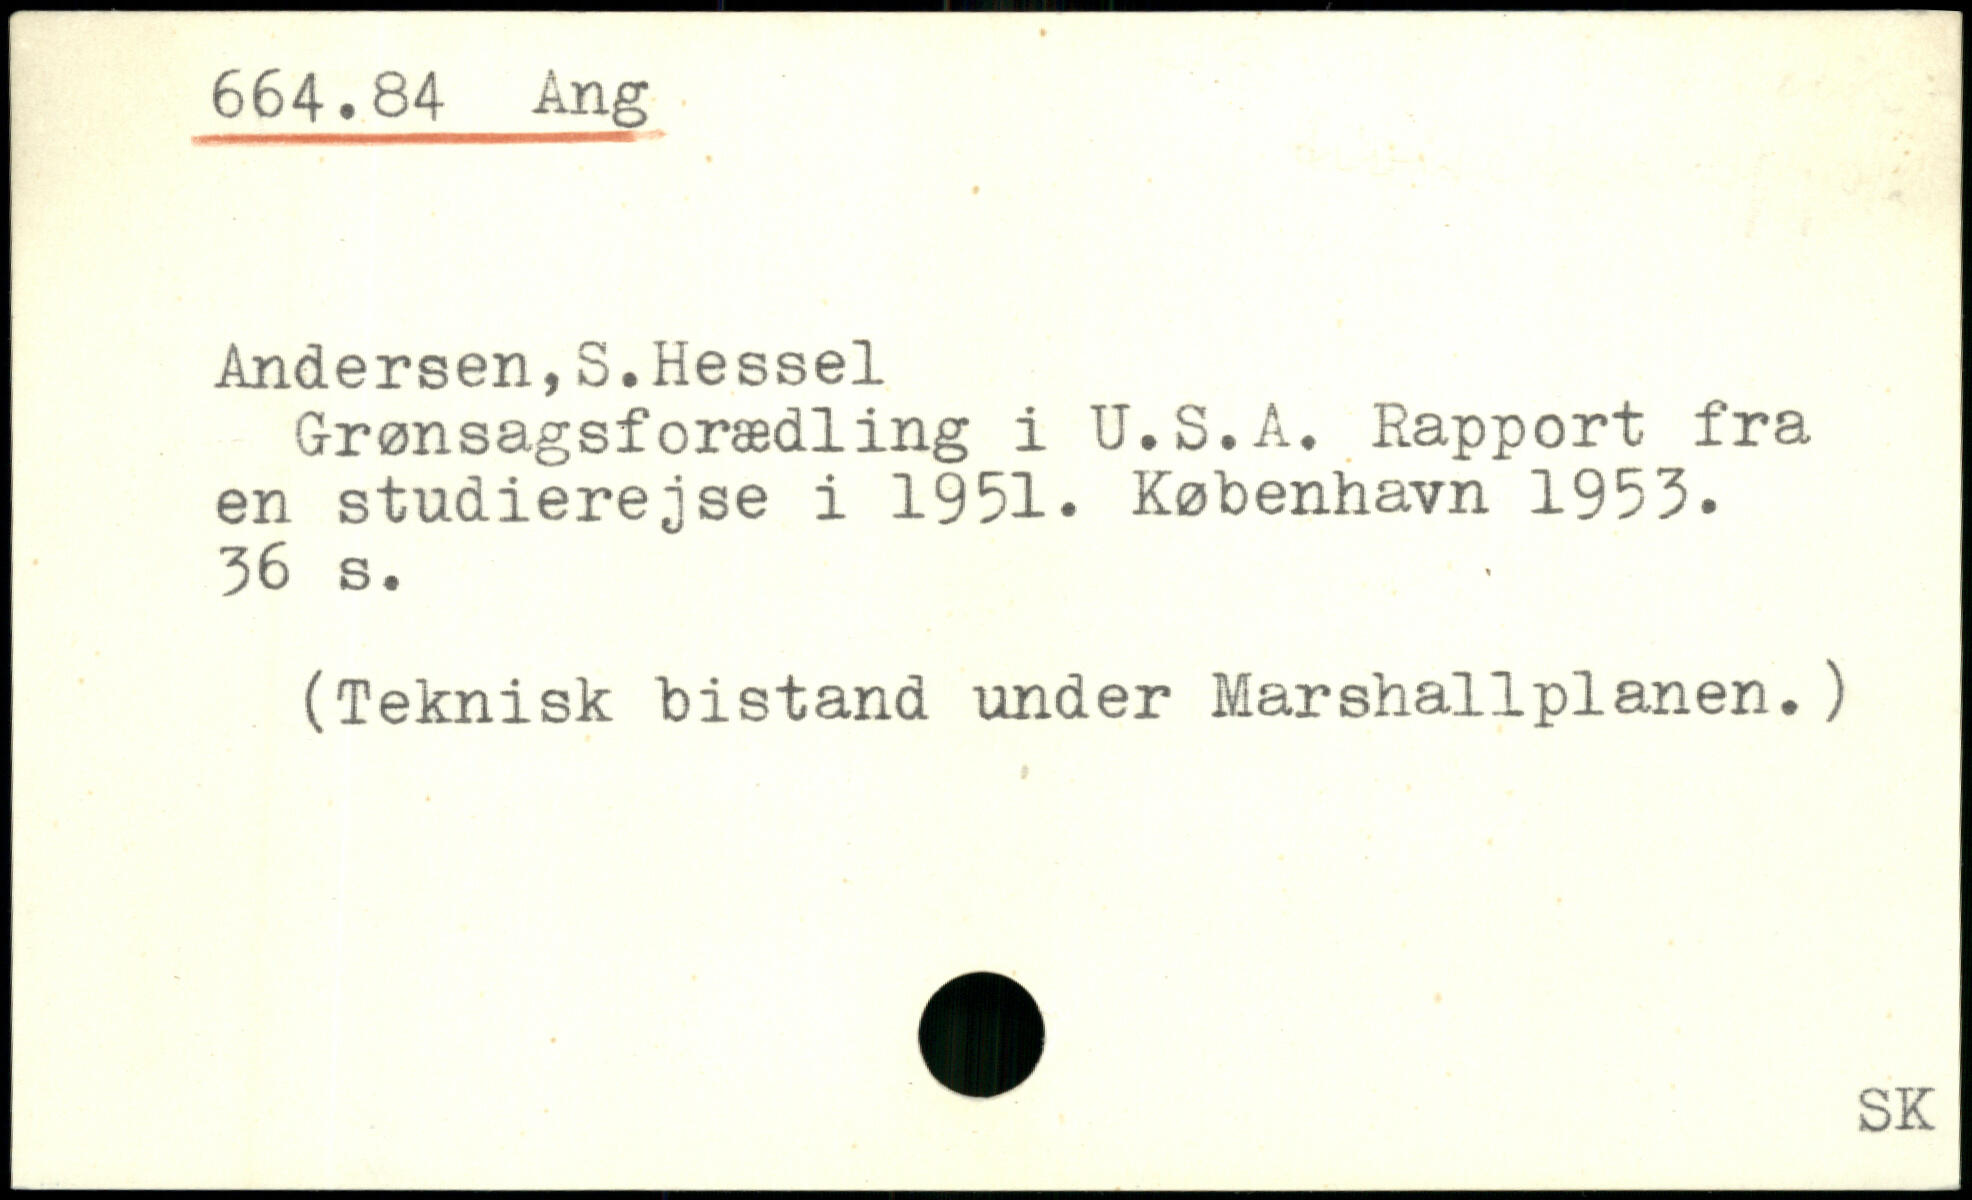 664.84 Ang
Andersen,S.Hessel
Grønsagsforædling i U.S.A. Rapport fra
en studierejse i 1951. København 1953.
36 s.
(Teknisk bistand under Marshallplanen.)
SK